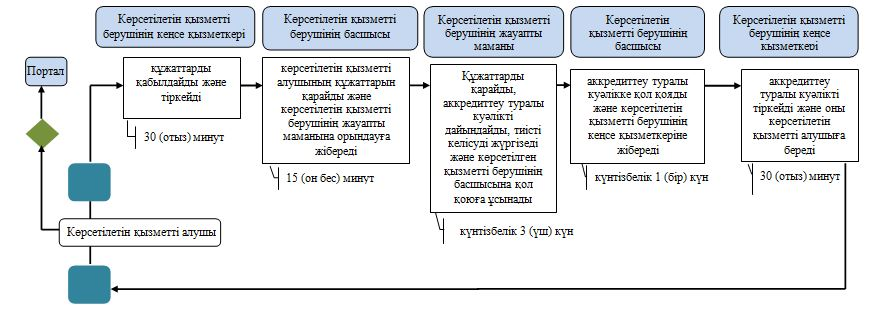 Көрсетілетін қызметті
берушінің кеңсе қызметкері
Көрсетілетін қызметті
берушінің басшысы
Көрсетілетін қызметті
берушінің жауапты
маманы
Көрсетілетін
қызметті берушінің
басшысы
Көрсетілетін қызметті
берушінің кеңсе
қызметкері
Портал
құжаттарды
қабылдайды және
тіркейді
көрсетілетін қызметті
алушының құжаттарын
қарайды және
көрсетілетін қызметті
берушінің жауапты
маманына орындауға
жібереді
Құжаттарды
қарайды,
аккредиттеу туралы
куәлікті
дайындайды, тиісті
келісуді жүргізеді
және көрсетілген
қызметті берушінің
басшысына қол
қоюға ұсынады
аккредиттеу туралы
куәлікке қол қояды
және көрсетілетін
қызметті берушінің
кеңсе қызметкеріне
жібереді
аккредиттеу
туралы куәлікті
тіркейді және оны
көрсетілетін
қызметті алушыға
береді
30 (отыз) минут
15 (он бес) минут
күнтізбелік 3 (үш) күн
күнтізбелік 1 (бір) күн
30 (отыз) минут
Көрсетілетін қызметті алушы